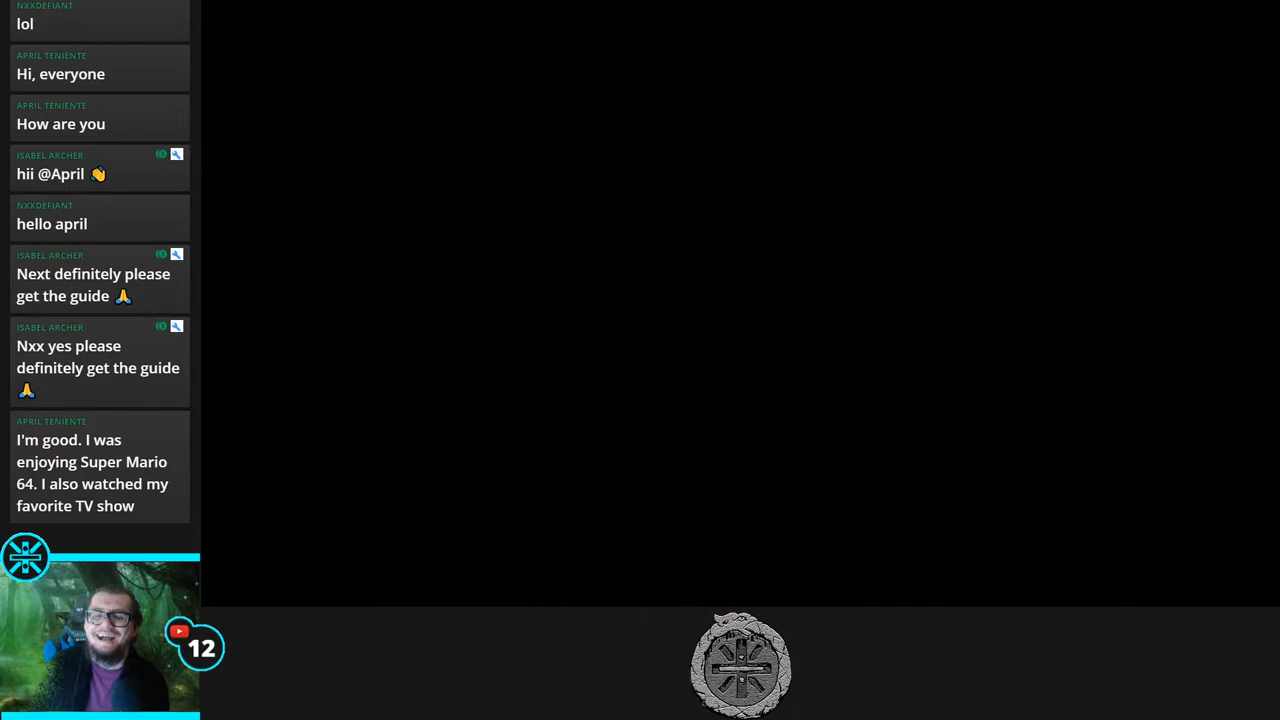 NXXDEFIANT
lol
APRIL TENIENTE
Hi, everyone
APRIL TENIENTE
How are you
ISABEL ARCHER
hii @April 👏
NXXDEFIANT
hello april
ISABEL ARCHER
Next definitely please
get the guide 🙏
ISABEL ARCHER
Nxx yes please
definitely get the guide
🙏
APRIL TENIENTE
I'm good. I was
enjoying Super Mario
64. I also watched my
favorite TV show
12